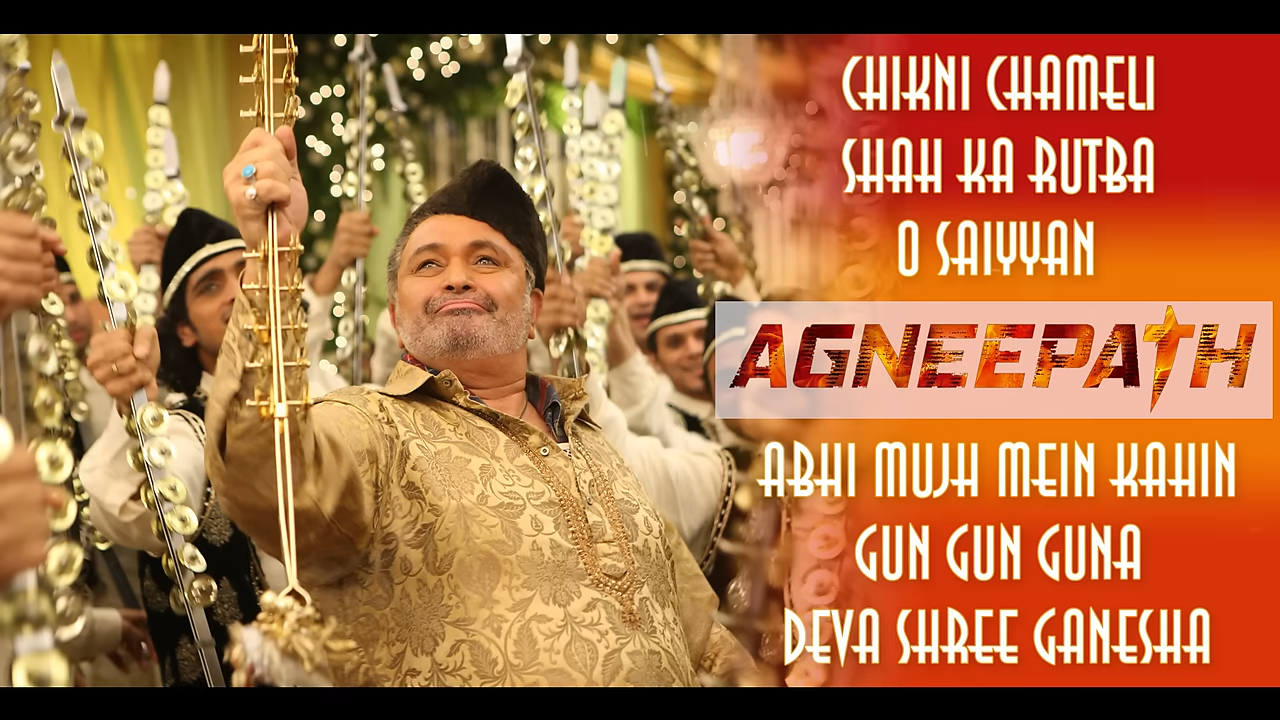 CHIKNI CHAMELI
SHAH KA RUTBA
O SAIYYAN
AGNEEPATH
ABHI MUJH MEIN KAHIN
GUN GUN GUNA
DEVA SHREE GANESHA